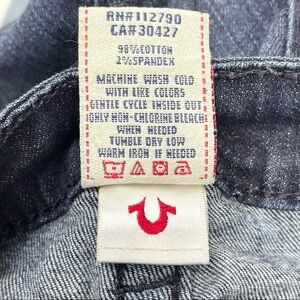 RN#112790
CA#30427
98%COTTON
2%SPANDEX
MACHINE WASH COLD
WITH LIKE COLORS
GENTLE CYCLE INSIDE OUT
ONLY NON-CHLORINE BLEACH
WHEN NEEDED
TUMBLE DRY LOW
WARM IRON IF NEEDED